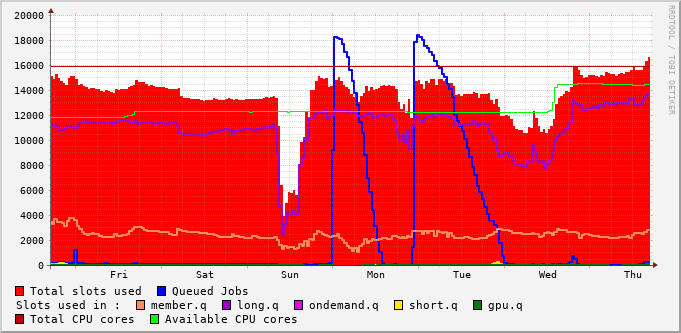 20000
18000
16000
14000
12000
10000
8000
6000
4000
2000
0
Fri Sat Sun Mon Tue Wed Thu
RRDTOOL / TOBI OETIKER
Total slots used Queued Jobs
Slots used in : member.q long.q ondemand.q short.q gpu.q
Total CPU cores Available CPU cores